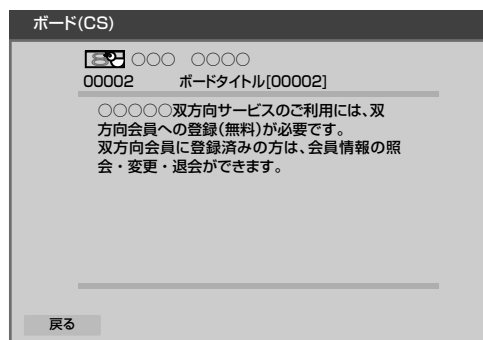 ボード(CS)
○○○ ○○○○
00002 ボードタイトル[00002]
○○○○○双方向サービスのご利用には、双
方向会員への登録(無料)が必要です。
双方向会員に登録済みの方は、会員情報の照
会・変更・退会ができます。
戻る